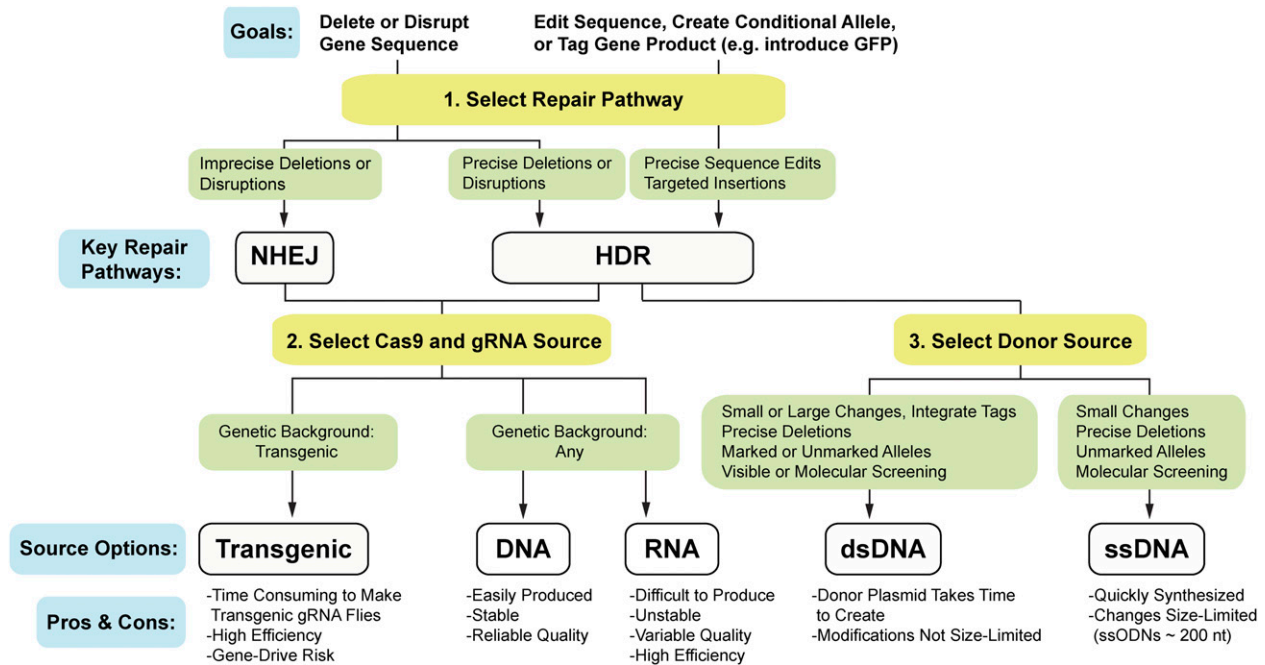 Goals:
Delete or Disrupt
Gene Sequence
Edit Sequence, Create Conditional Allele,
or Tag Gene Product (e.g. introduce GFP)
1. Select Repair Pathway
Imprecise Deletions or
Disruptions
Precise Deletions or
Disruptions
Precise Sequence Edits
Targeted Insertions
Key Repair
Pathways:
NHEJ
HDR
2. Select Cas9 and gRNA Source
3. Select Donor Source
Genetic Background:
Transgenic
Genetic Background:
Any
Small or Large Changes, Integrate Tags
Precise Deletions
Marked or Unmarked Alleles
Visible or Molecular Screening
Small Changes
Precise Deletions
Unmarked Alleles
Molecular Screening
Source Options:
Transgenic
DNA
RNA
dsDNA
ssDNA
Pros & Cons:
-Time Consuming to Make
Transgenic gRNA Flies
-High Efficiency
-Gene-Drive Risk
-Easily Produced
-Stable
-Reliable Quality
-Difficult to Produce
-Unstable
-Variable Quality
-High Efficiency
-Donor Plasmid Takes Time
to Create
-Modifications Not Size-Limited
-Quickly Synthesized
-Changes Size-Limited
(ssODNs ~ 200 nt)